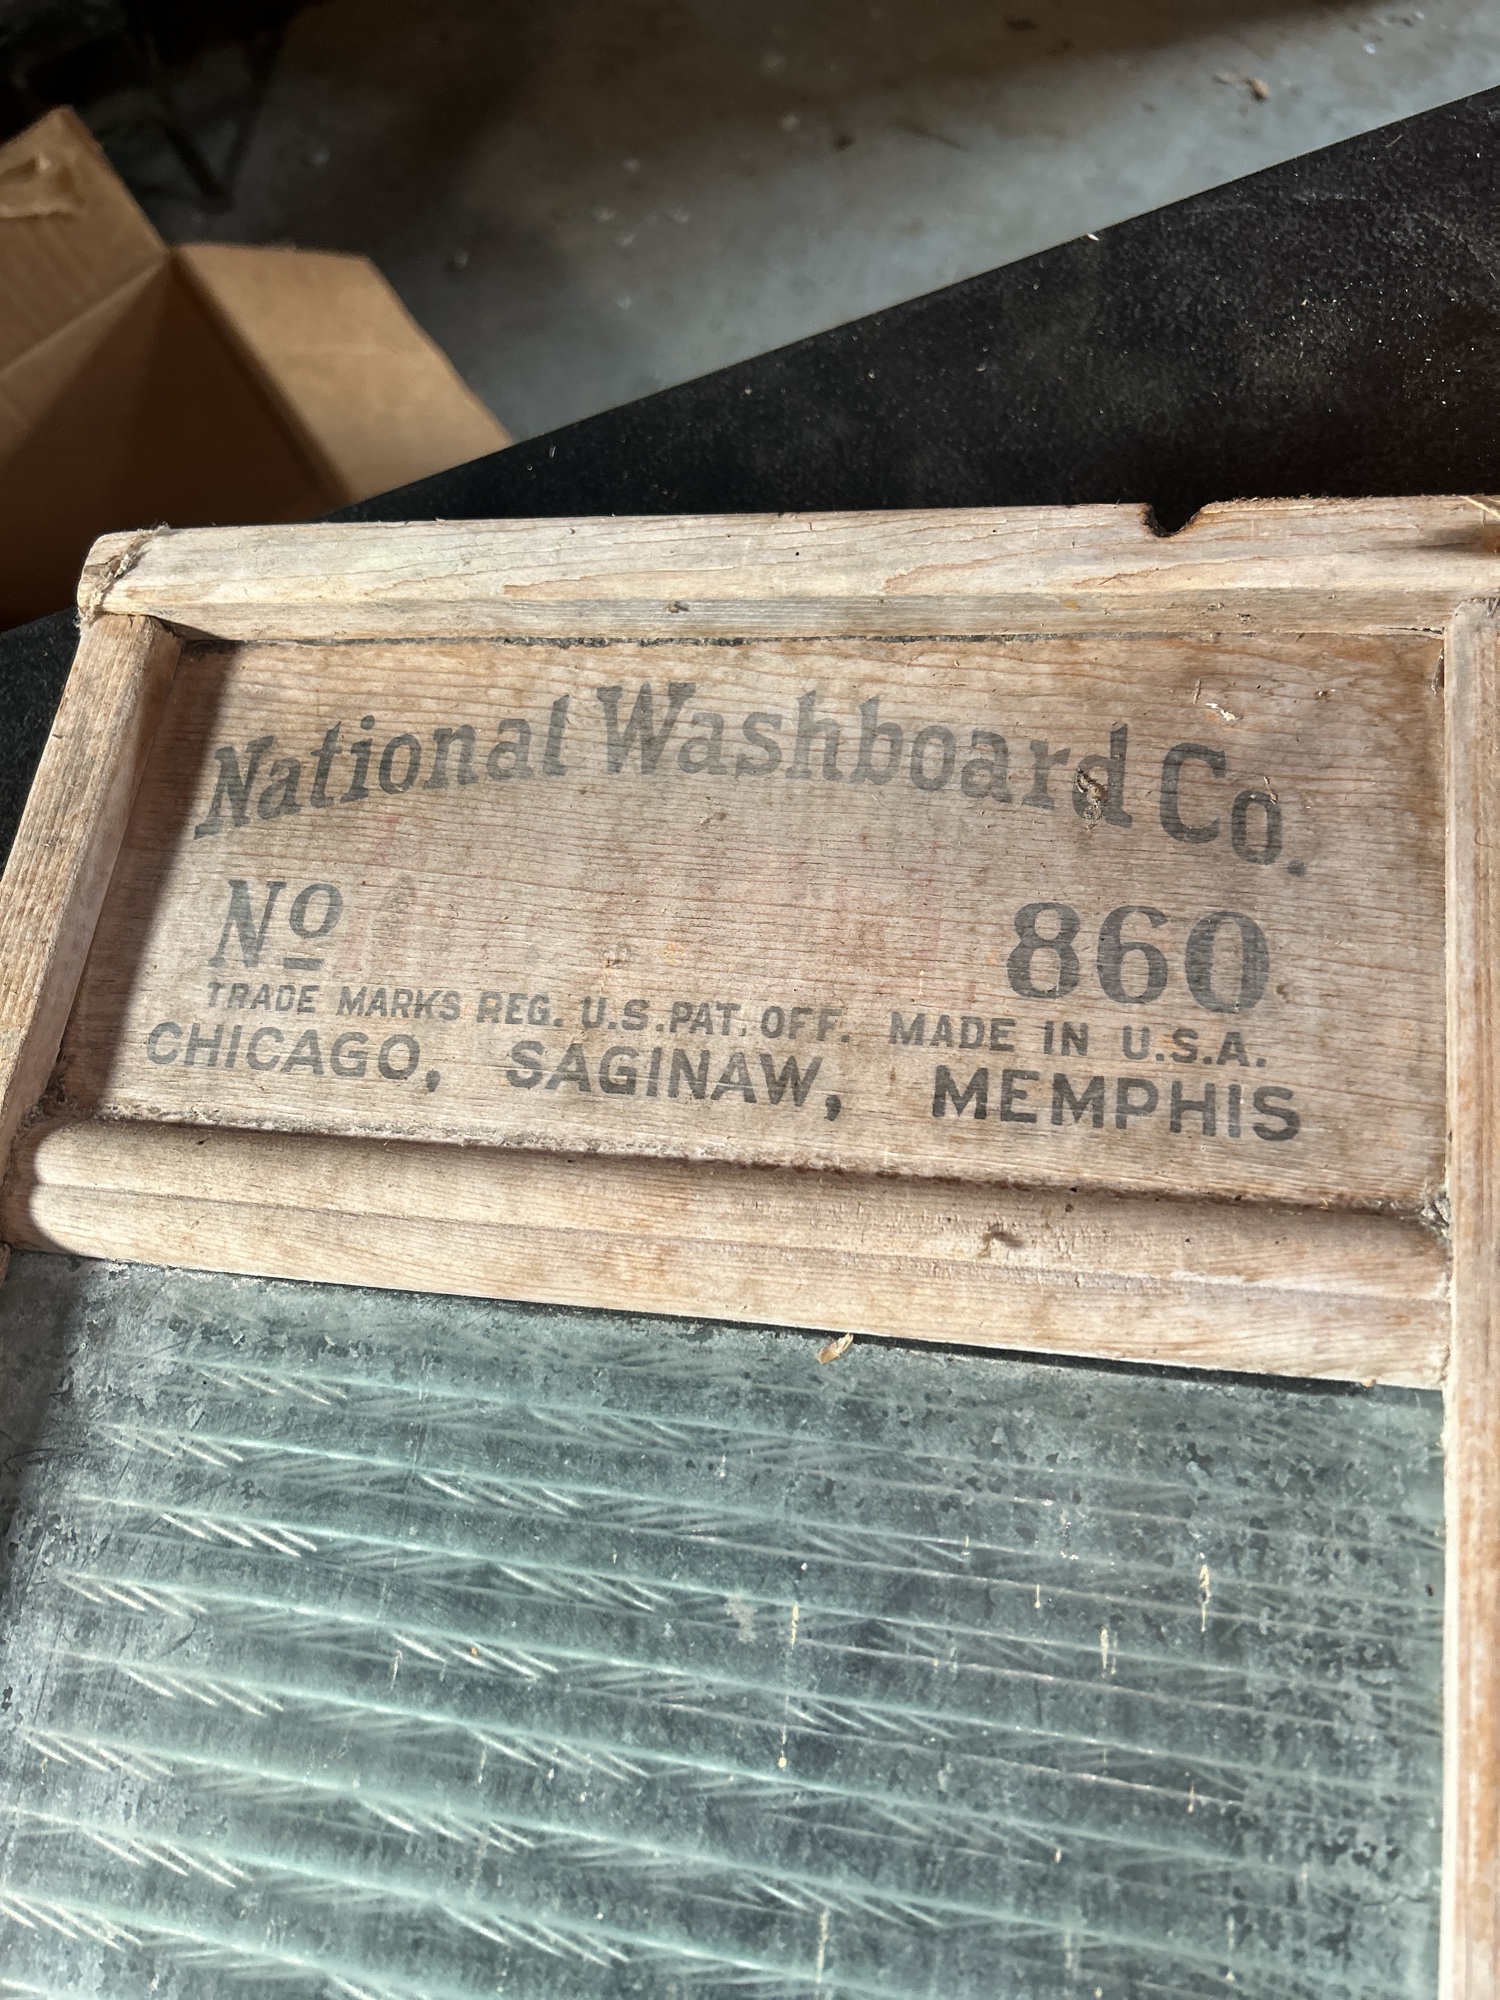 National Washboard Co.
No 860
TRADE MARKS REG. U.S. PAT. OFF. MADE IN U.S.A.
CHICAGO, SAGINAW, MEMPHIS